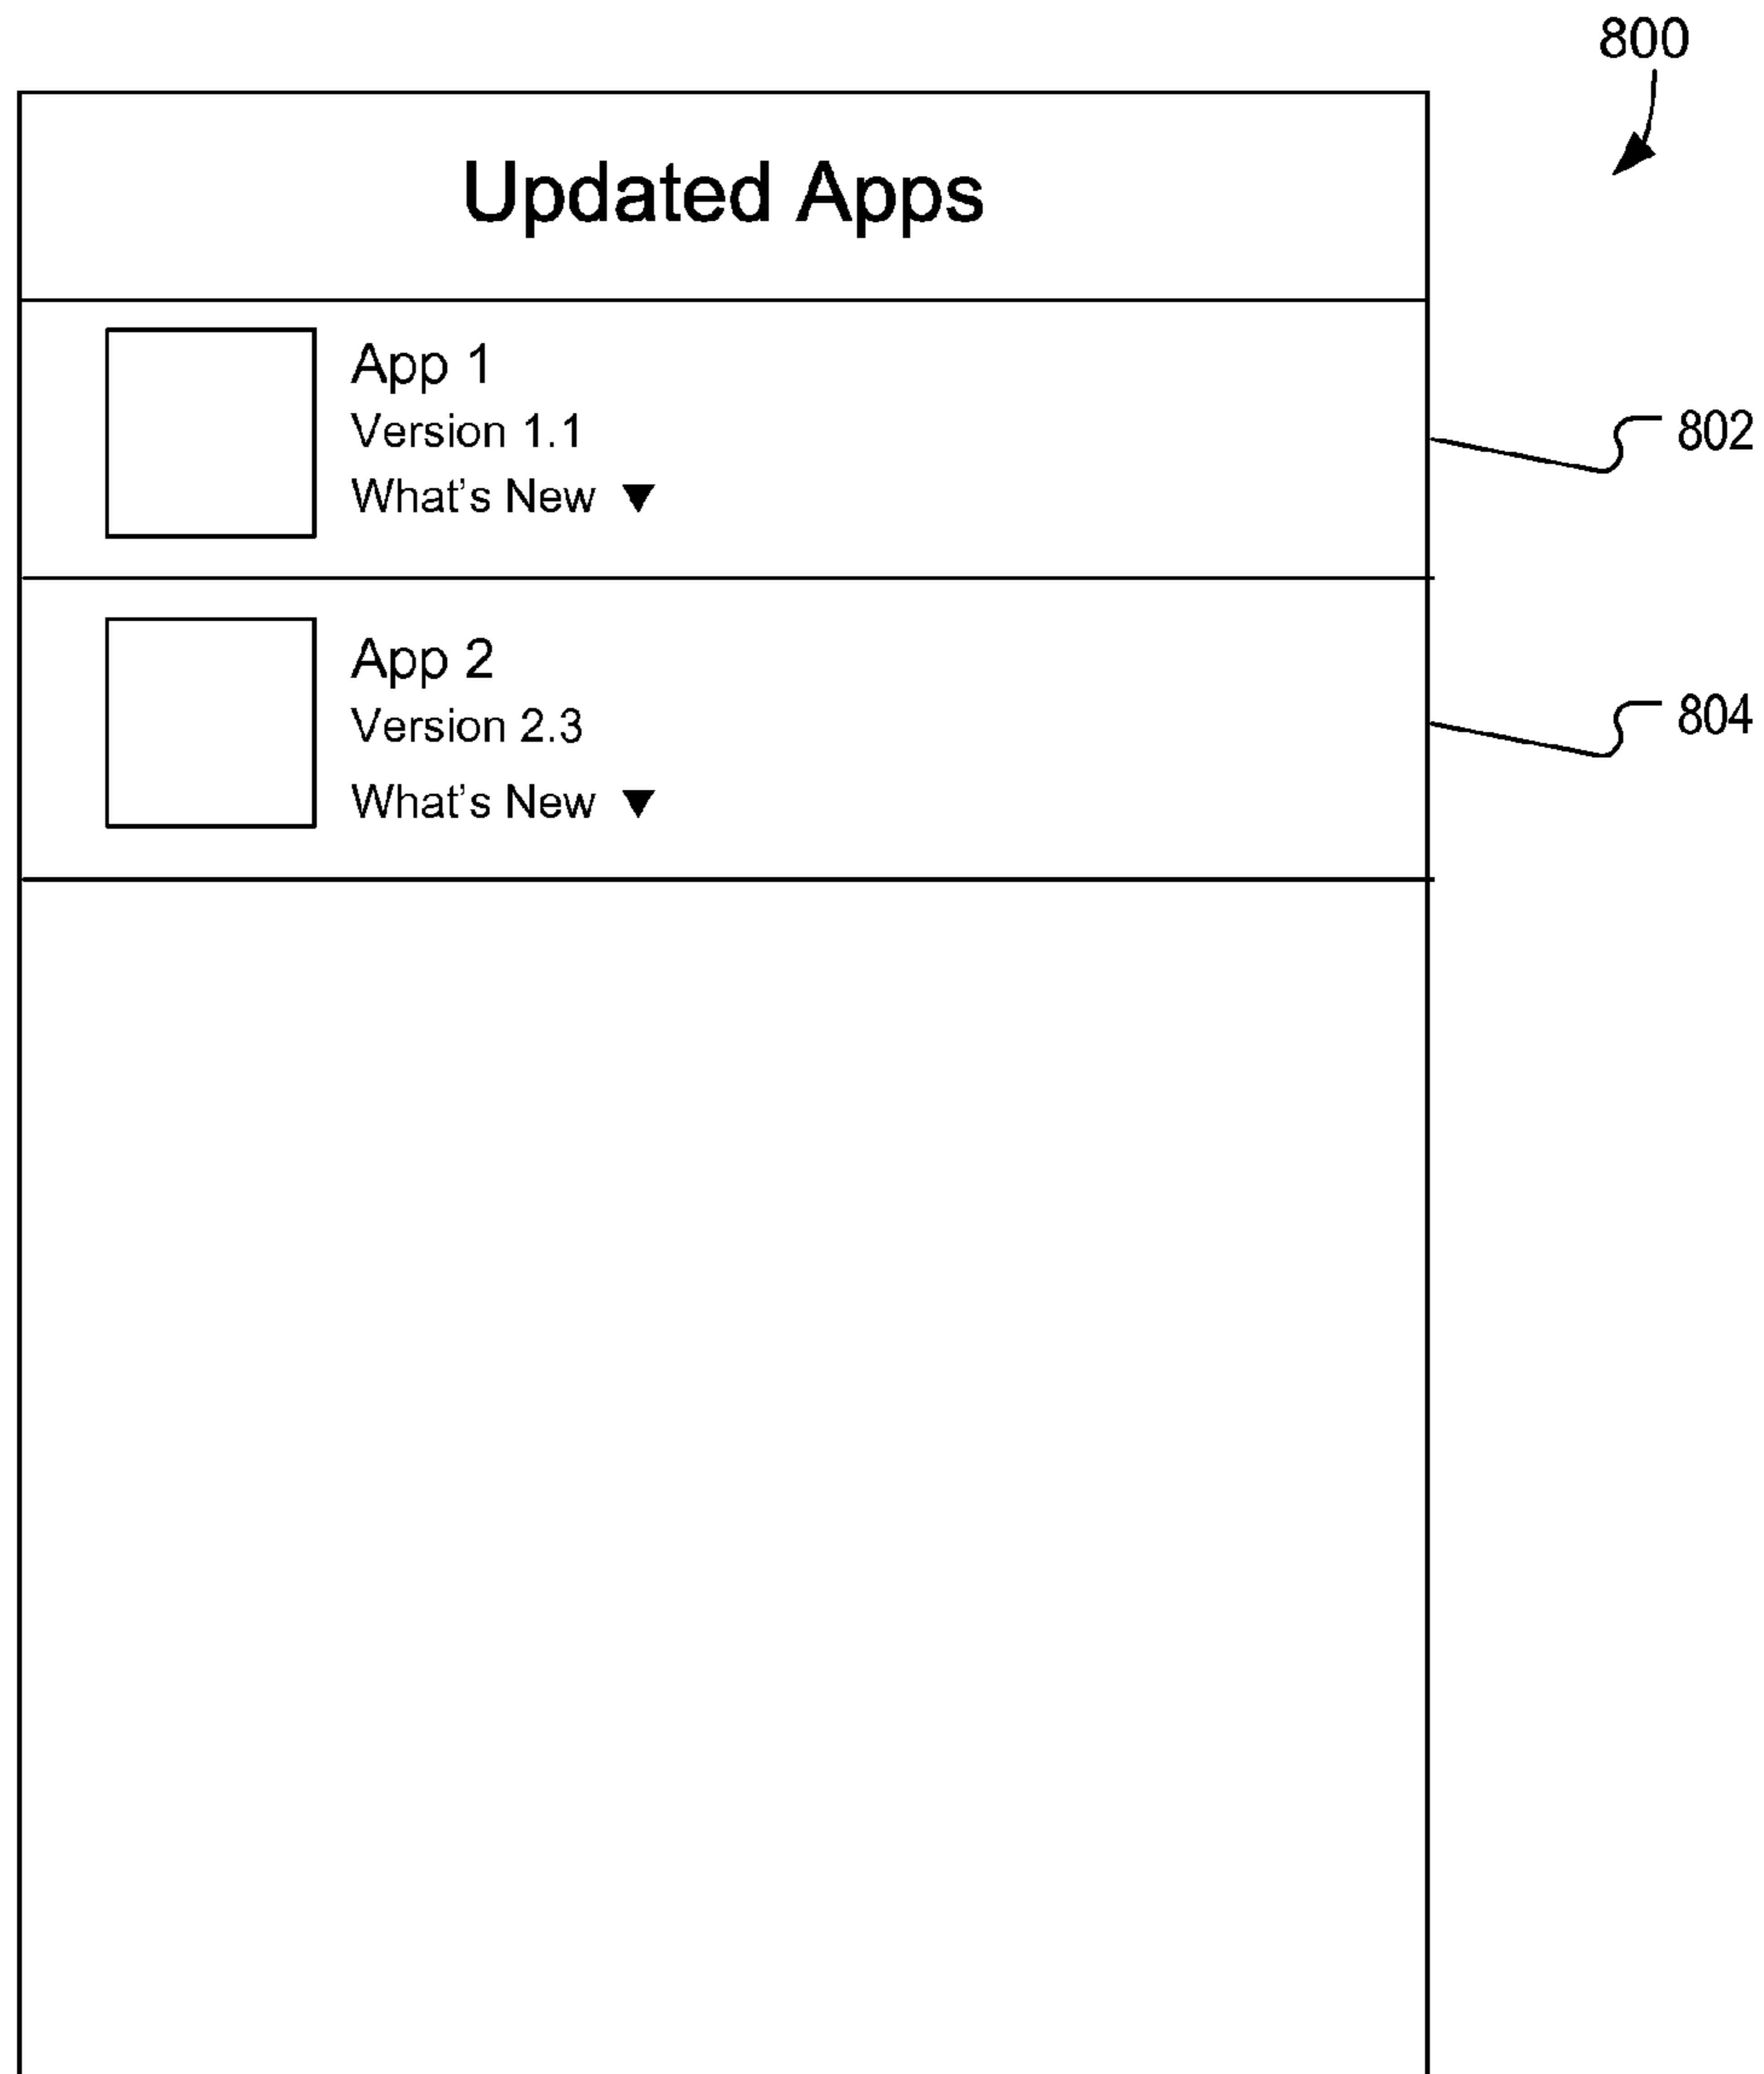 800
Updated Apps
App 1
Version 1.1
What's New ▼
802
App 2
Version 2.3
What's New ▼
804